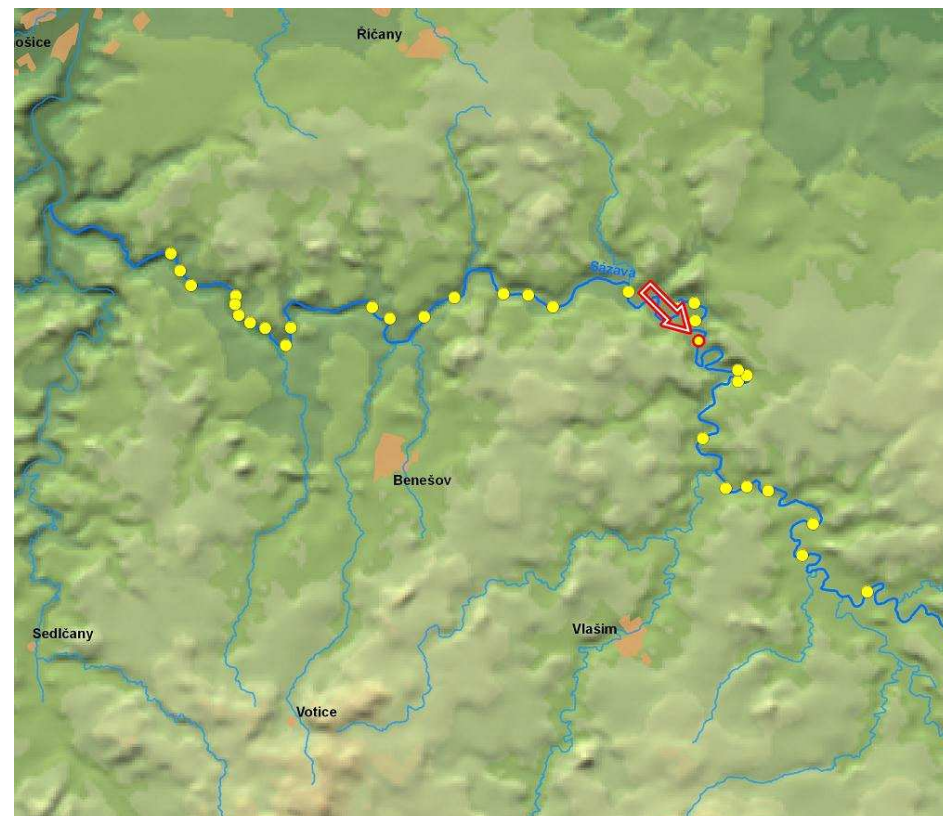 ošice
Říčany
Sázava
Benešov
Vlašim
Sedlčany
Votice